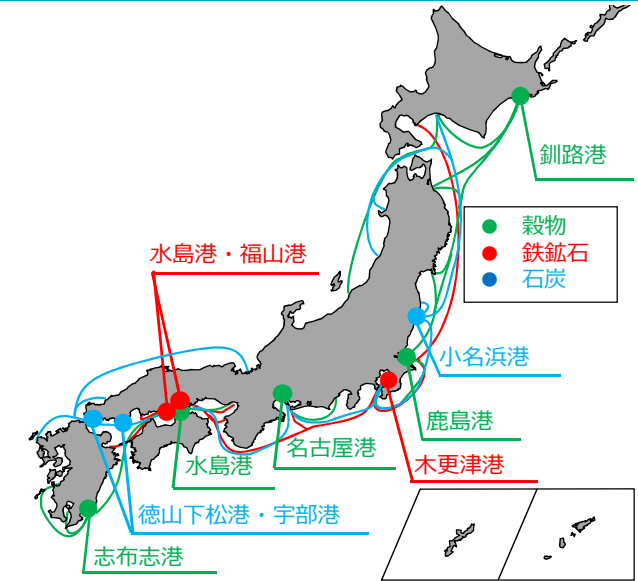 釧路港
穀物
鉄鉱石
石炭
水島港・福山港
小名浜港
鹿島港
名古屋港
水島港
木更津港
徳山下松港・宇部港
志布志港